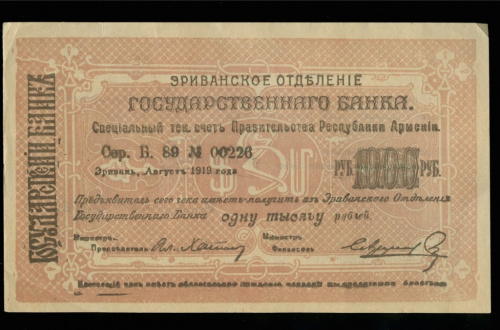 ЭРИВАНСКОЕ ОТДѢЛЕНІЕ
ГОСУДАРСТВЕННАГО БАНКА.
Спеціальный тек. счетъ Правительства Республики Арменіи.
Сер. Б. 89 № 00226
Эривань, Августъ 1919 года
РУБ. 1000 РУБ.
Предъявитель сего чека имѣетъ получить изъ Эриванскаго Отдѣленія
Государственнаго Банка одну тысячу рублей.
Министръ- Министръ
Предсѣдатель Финансовъ